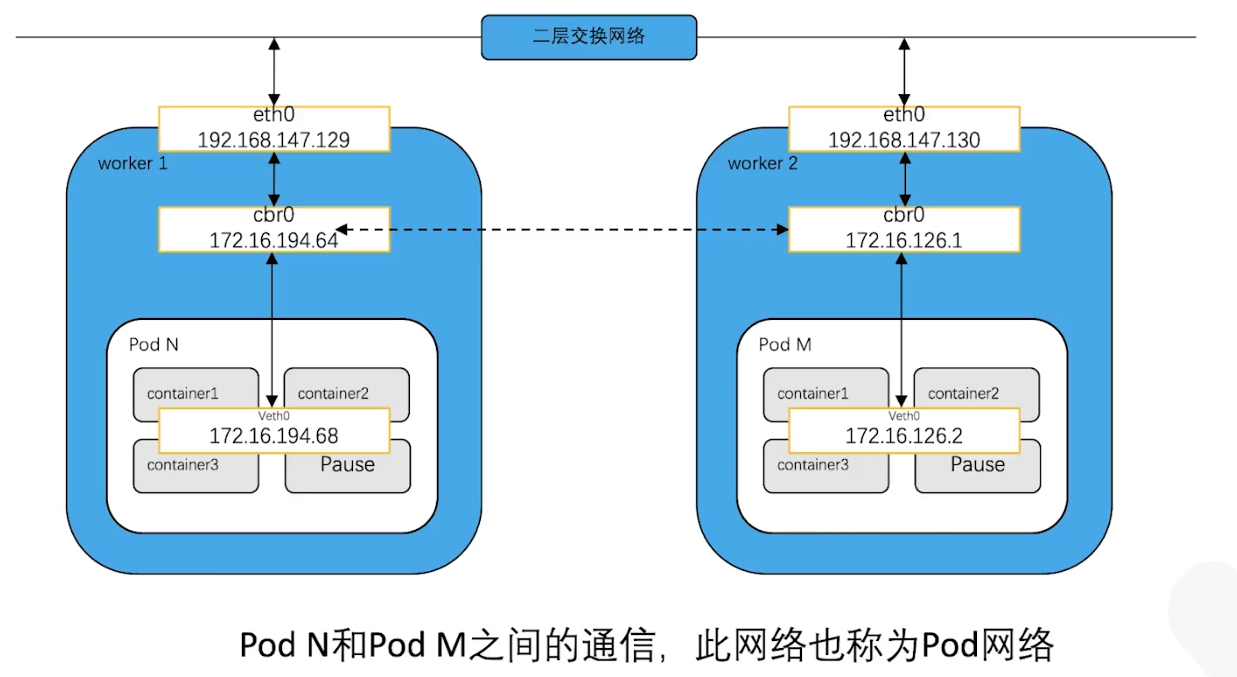 二层交换网络
eth0
192.168.147.129
worker 1
cbr0
172.16.194.64
Pod N
container1
container2
Veth0
172.16.194.68
container3
Pause
eth0
192.168.147.130
worker 2
cbr0
172.16.126.1
Pod M
container1
container2
Veth0
172.16.126.2
container3
Pause
Pod N和Pod M之间的通信，此网络也称为Pod网络